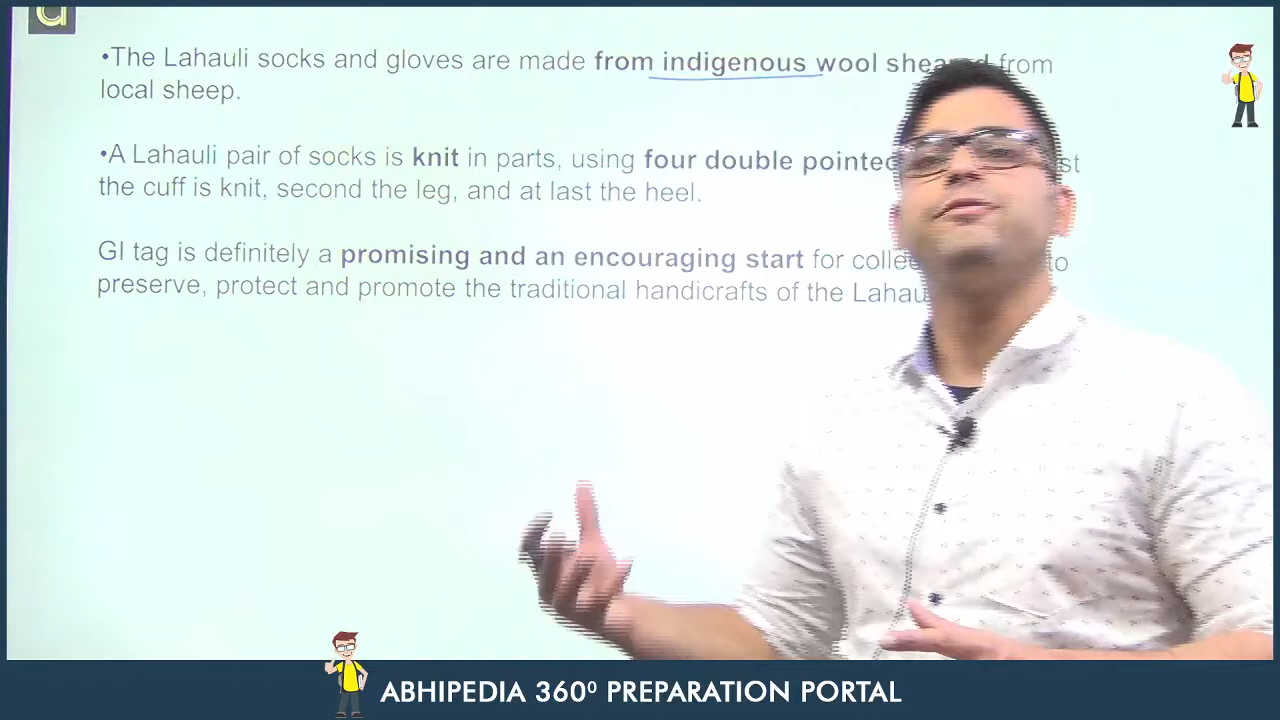 a
•The Lahauli socks and gloves are made from indigenous wool sheared from
local sheep.
•A Lahauli pair of socks is knit in parts, using four double pointed
the cuff is knit, second the leg, and at last the heel.
GI tag is definitely a promising and an encouraging start for to
preserve, protect and promote the traditional handicrafts of the
ABHIPEDIA 360⁰ PREPARATION PORTAL